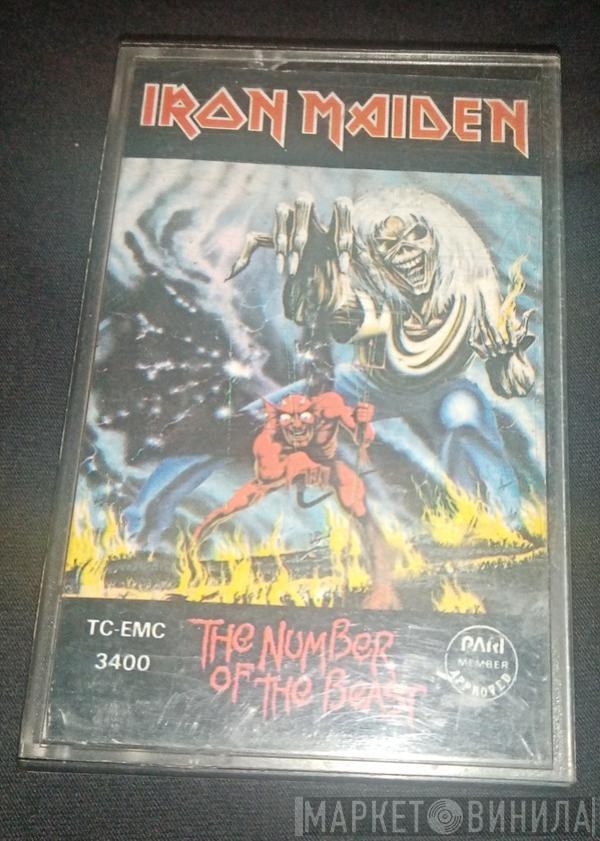 IRON MAIDEN
TC-EMC
3400
THE NUMBER
OF THE BEAST
PARI
MEMBER
APPROVED
МАРКЕТ ВИНИЛА